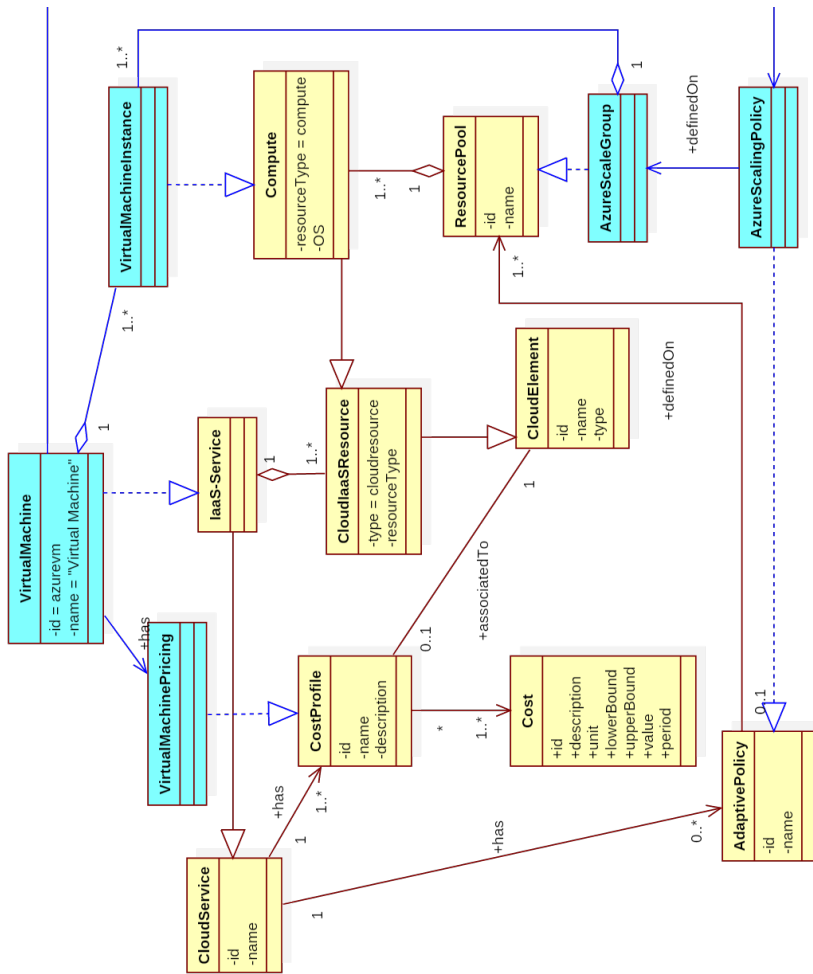 VirtualMachine
-id = azurevm
-name = "Virtual Machine"
1
1..*
VirtualMachineInstance
1..*
+has
VirtualMachinePricing
IaaS-Service
1
1..*
Compute
-resourceType = compute
-OS
1..*
1
CloudService
-id
-name
1
+has
1..*
CostProfile
-id
-name
-description
CloudIaaSResource
-type = cloudresource
-resourceType
ResourcePool
-id
-name
1..*
0..1
+associatedTo
1
CloudElement
-id
-name
-type
*
1..*
Cost
+id
+description
+unit
+lowerBound
+upperBound
+value
+period
AzureScaleGroup
1
+definedOn
AzureScalingPolicy
+definedOn
0..1
1
+has
0..*
AdaptivePolicy
-id
-name